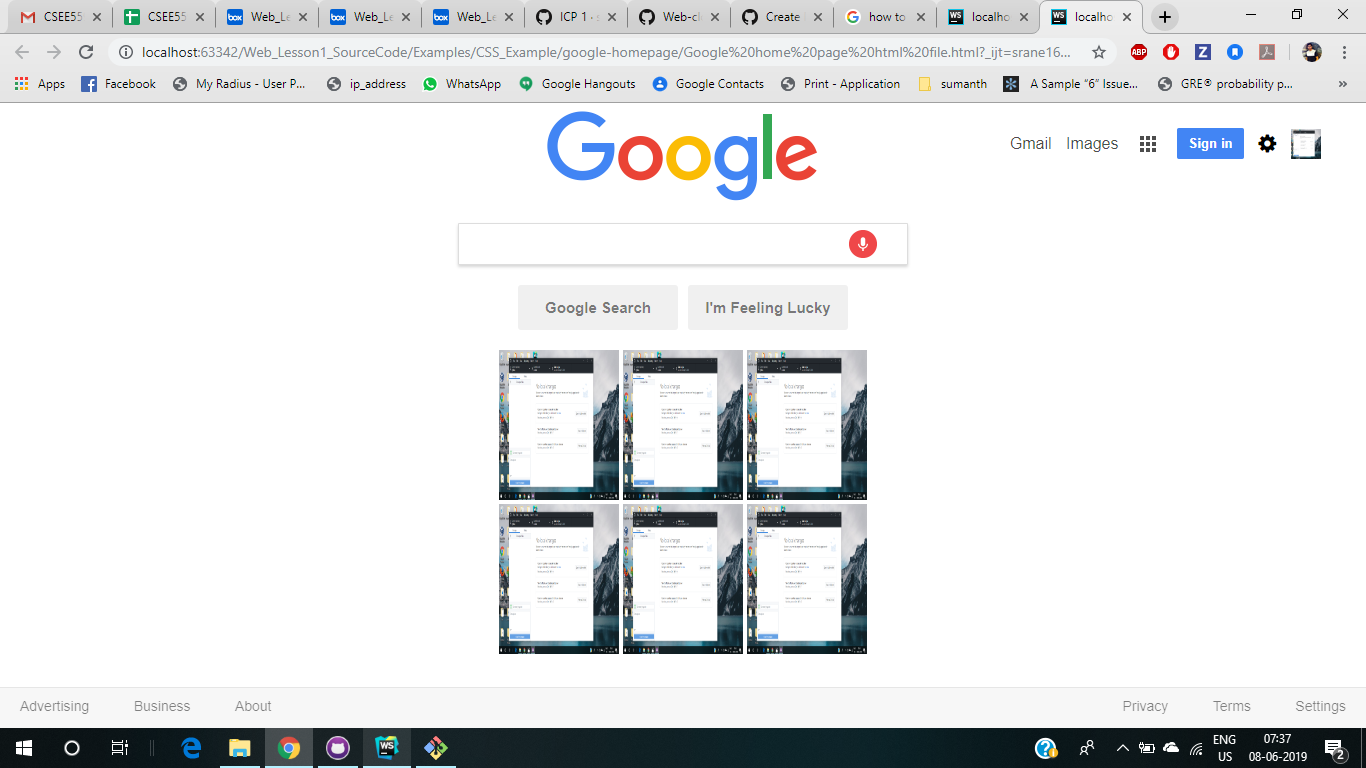 CSEE55 CSEE55 Web_Le Web_Le Web_Le ICP 1 · s Web-cl Create how to localho localho
localhost:63342/Web_Lesson1_SourceCode/Examples/CSS_Example/google-homepage/Google%20home%20page%20html%20file.html?_ijt=srane16... ABP Z
Apps Facebook My Radius - User P... ip_address WhatsApp Google Hangouts Google Contacts Print - Application sumanth A Sample “6” Issue... GRE® probability p... »
Google
Gmail Images Sign in
Google Search I'm Feeling Lucky
Advertising Business About Privacy Terms Settings
ENG 07:37
US 08-06-2019 2